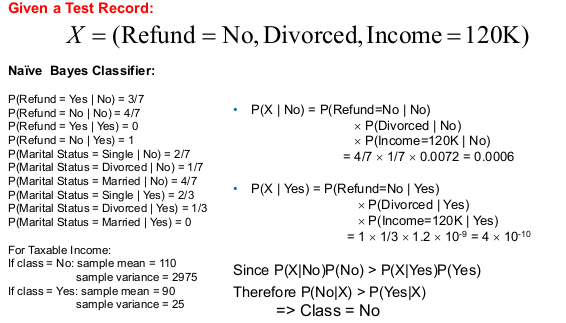 Given a Test Record:
X = (Refund = No, Divorced, Income = 120K)
Naïve Bayes Classifier:
P(Refund = Yes | No) = 3/7
P(Refund = No | No) = 4/7
P(Refund = Yes | Yes) = 0
P(Refund = No | Yes) = 1
P(Marital Status = Single | No) = 2/7
P(Marital Status = Divorced | No) = 1/7
P(Marital Status = Married | No) = 4/7
P(Marital Status = Single | Yes) = 2/3
P(Marital Status = Divorced | Yes) = 1/3
P(Marital Status = Married | Yes) = 0
For Taxable Income:
If class = No: sample mean = 110
sample variance = 2975
If class = Yes: sample mean = 90
sample variance = 25
• P(X | No) = P(Refund=No | No)
× P(Divorced | No)
× P(Income=120K | No)
= 4/7 × 1/7 × 0.0072 = 0.0006
• P(X | Yes) = P(Refund=No | Yes)
× P(Divorced | Yes)
× P(Income=120K | Yes)
= 1 × 1/3 × 1.2 × 10⁻⁹ = 4 × 10⁻¹⁰
Since P(X|No)P(No) > P(X|Yes)P(Yes)
Therefore P(No|X) > P(Yes|X)
=> Class = No